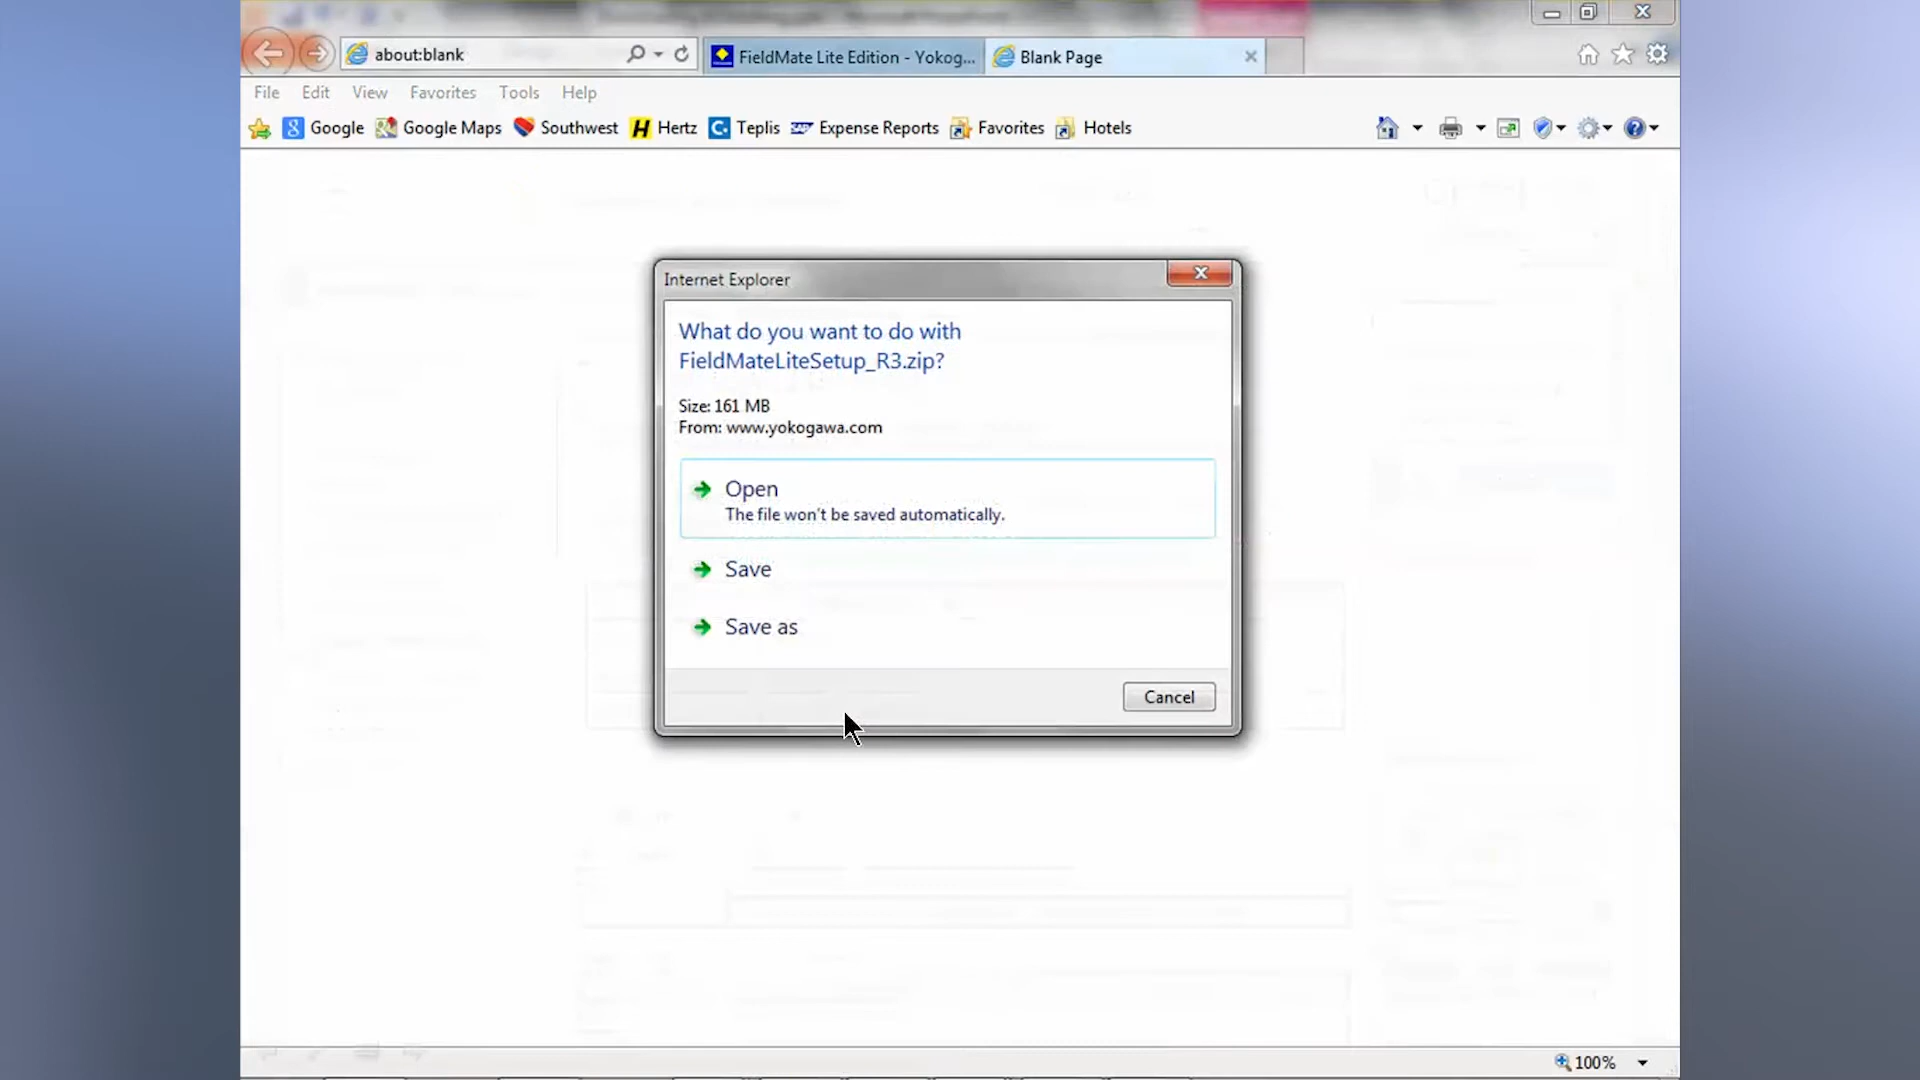 about:blank
FieldMate Lite Edition - Yokog...
Blank Page
File Edit View Favorites Tools Help
Google Google Maps Southwest Hertz Teplis Expense Reports Favorites Hotels
Internet Explorer
What do you want to do with
FieldMateLiteSetup_R3.zip?
Size: 161 MB
From: www.yokogawa.com
Open
The file won't be saved automatically.
Save
Save as
Cancel
100%